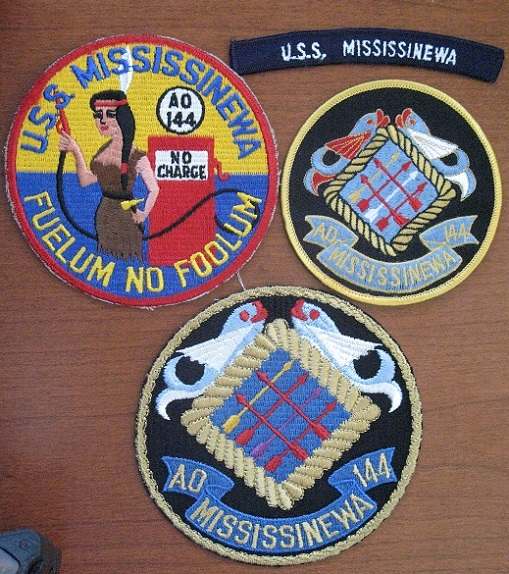 U.S.S. MISSISSINEWA
U.S.S. MISSISSINEWA
AO
144
NO
CHARGE
FUELUM NO FOOLUM
AO 144
MISSISSINEWA
AO 144
MISSISSINEWA